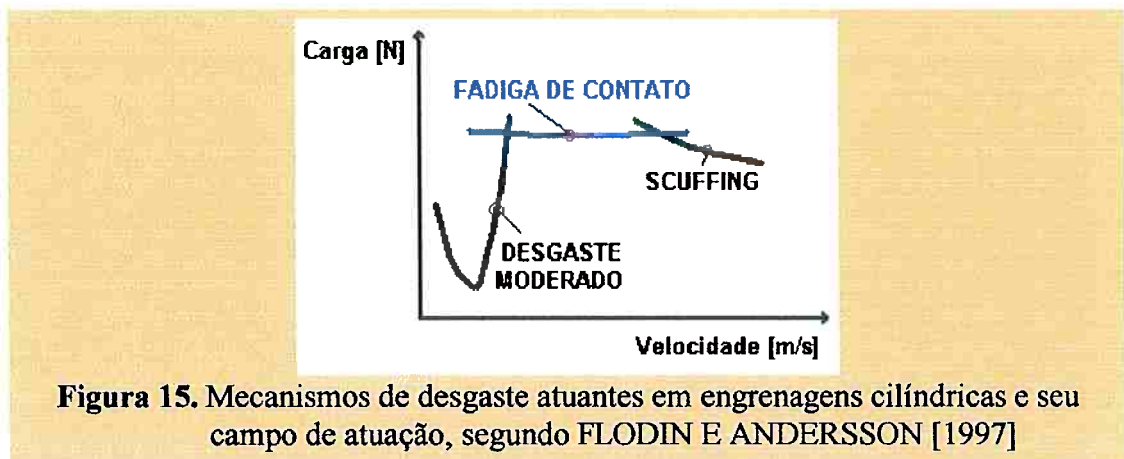 Carga [N]
FADIGA DE CONTATO
SCUFFING
DESGASTE
MODERADO
Velocidade [m/s]
Figura 15. Mecanismos de desgaste atuantes em engrenagens cilíndricas e seu
campo de atuação, segundo FLODIN E ANDERSSON [1997]